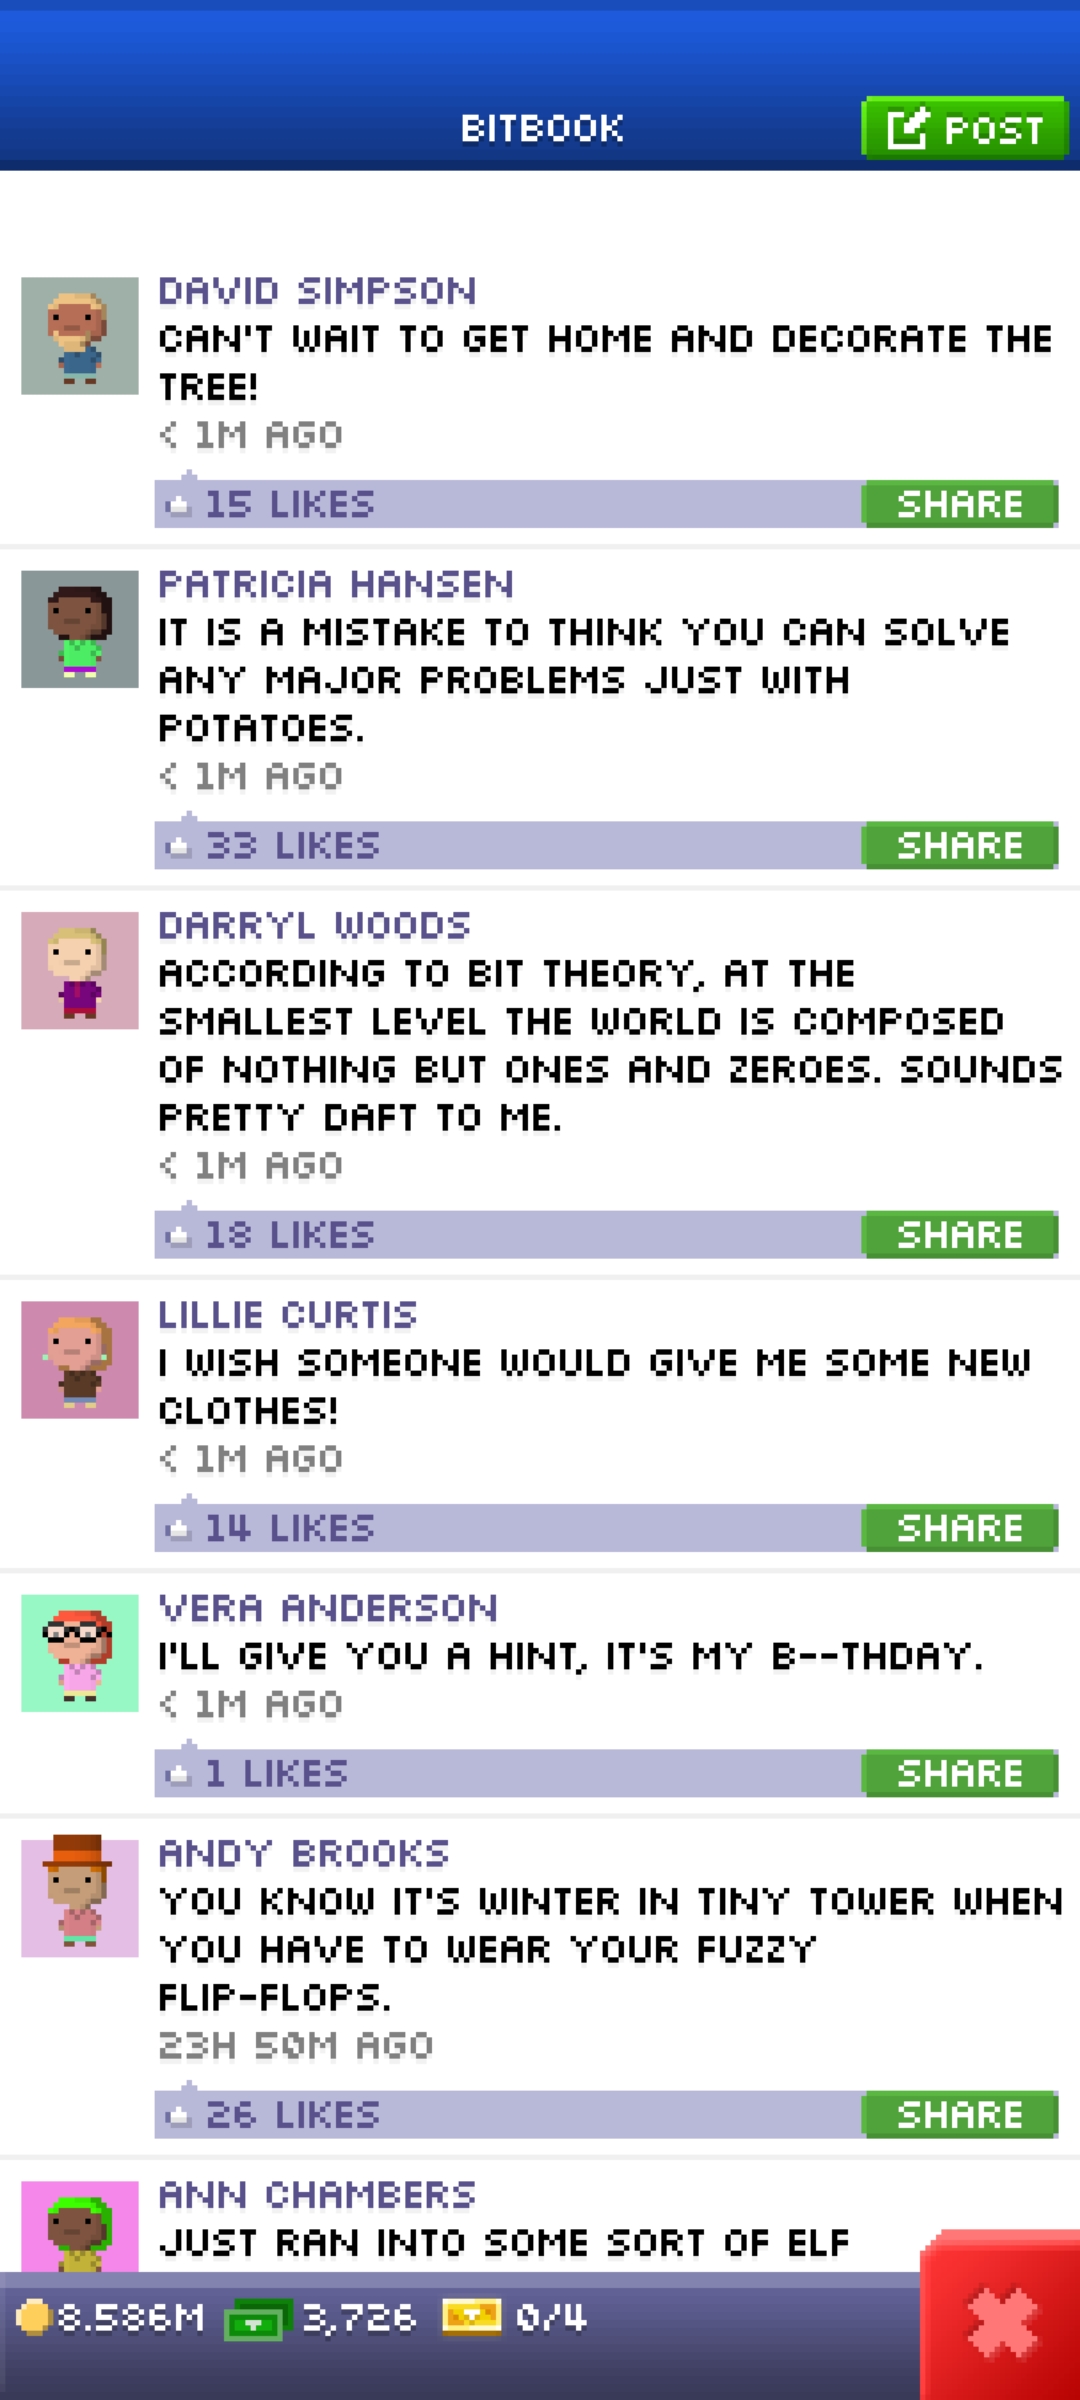 BITBOOK
POST
DAVID SIMPSON
CAN'T WAIT TO GET HOME AND DECORATE THE
TREE!
< 1M AGO
15 LIKES
SHARE
PATRICIA HANSEN
IT IS A MISTAKE TO THINK YOU CAN SOLVE
ANY MAJOR PROBLEMS JUST WITH
POTATOES.
< 1M AGO
33 LIKES
SHARE
DARRYL WOODS
ACCORDING TO BIT THEORY, AT THE
SMALLEST LEVEL THE WORLD IS COMPOSED
OF NOTHING BUT ONES AND ZEROES. SOUNDS
PRETTY DAFT TO ME.
< 1M AGO
18 LIKES
SHARE
LILLIE CURTIS
I WISH SOMEONE WOULD GIVE ME SOME NEW
CLOTHES!
< 1M AGO
14 LIKES
SHARE
VERA ANDERSON
I'LL GIVE YOU A HINT, IT'S MY B--THDAY.
< 1M AGO
1 LIKES
SHARE
ANDY BROOKS
YOU KNOW IT'S WINTER IN TINY TOWER WHEN
YOU HAVE TO WEAR YOUR FUZZY
FLIP-FLOPS.
23H 50M AGO
26 LIKES
SHARE
ANN CHAMBERS
JUST RAN INTO SOME SORT OF ELF
8.586M 3,726 0/4